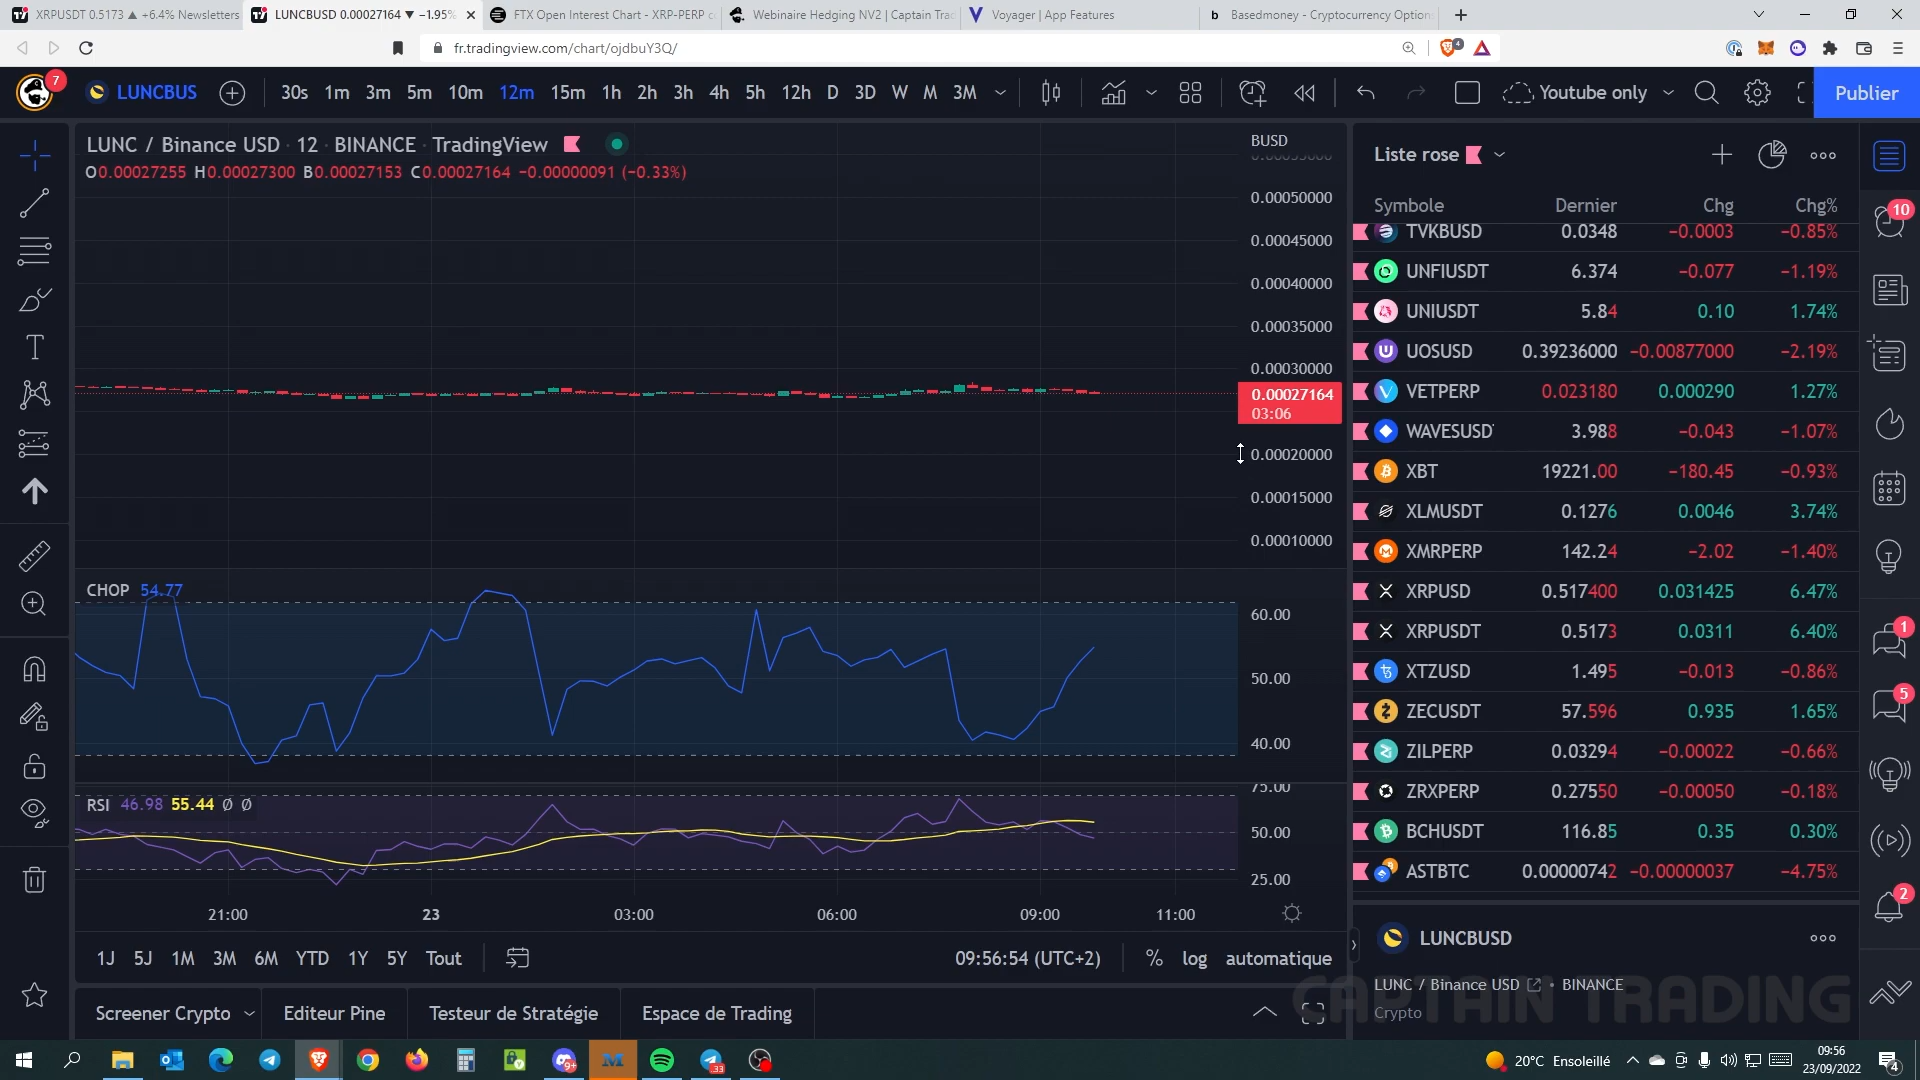 XRPUSDT 0.5173 ▲ +6.4% Newsletters
LUNCBUSD 0.00027164 ▼ −1.95%
FTX Open Interest Chart - XRP-PERP
Webinaire Hedging NV2 | Captain Tra
Voyager | App Features
b Basedmoney - Cryptocurrency Option
fr.tradingview.com/chart/ojdbuY3Q/
4
7
LUNCBUS
30s 1m 3m 5m 10m 12m 15m 1h 2h 3h 4h 5h 12h D 3D W M 3M
Youtube only
Publier
LUNC / Binance USD · 12 · BINANCE · TradingView
O0.00027255 H0.00027300 B0.00027153 C0.00027164 −0.00000091 (−0.33%)
BUSD
0.00050000
0.00045000
0.00040000
0.00035000
0.00030000
0.00027164
03:06
0.00020000
0.00015000
0.00010000
CHOP 54.77
60.00
50.00
40.00
RSI 46.98 55.44 Ø Ø
75.00
50.00
25.00
21:00 23 03:00 06:00 09:00 11:00
1J 5J 1M 3M 6M YTD 1Y 5Y Tout
09:56:54 (UTC+2) % log automatique
Screener Crypto Editeur Pine Testeur de Stratégie Espace de Trading
Liste rose
Symbole Dernier Chg Chg%
TVKBUSD 0.0348 −0.0003 −0.85%
UNFIUSDT 6.374 −0.077 −1.19%
UNIUSDT 5.84 0.10 1.74%
UOSUSD 0.39236000 −0.00877000 −2.19%
VETPERP 0.023180 0.000290 1.27%
WAVESUSD 3.988 −0.043 −1.07%
XBT 19221.00 −180.45 −0.93%
XLMUSDT 0.1276 0.0046 3.74%
XMRPERP 142.24 −2.02 −1.40%
XRPUSD 0.517400 0.031425 6.47%
XRPUSDT 0.5173 0.0311 6.40%
XTZUSD 1.495 −0.013 −0.86%
ZECUSDT 57.596 0.935 1.65%
ZILPERP 0.03294 −0.00022 −0.66%
ZRXPERP 0.27550 −0.00050 −0.18%
BCHUSDT 116.85 0.35 0.30%
ASTBTC 0.00000742 −0.00000037 −4.75%
LUNCBUSD
LUNC / Binance USD • BINANCE
Crypto
CAPTAIN TRADING
10
1
5
2
9+
M
33
20°C Ensoleillé
09:56
23/09/2022
4